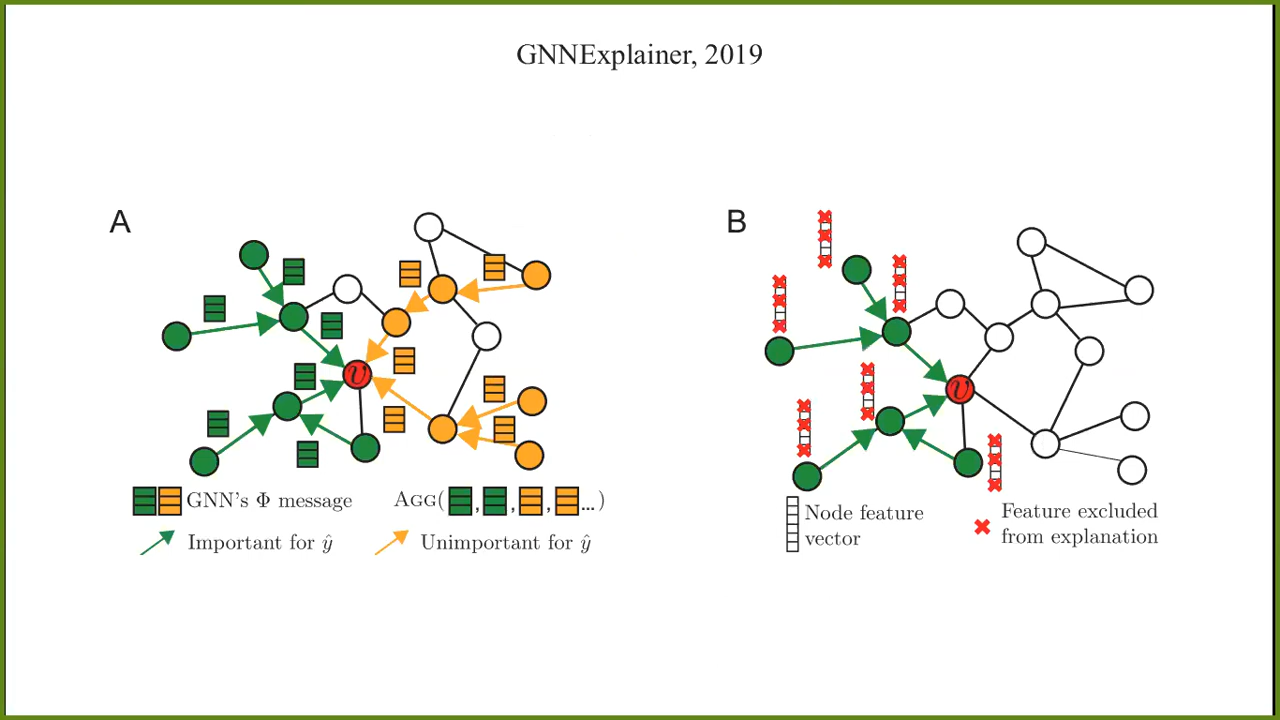 GNNExplainer, 2019
A
B
v
v
GNN's Φ message
AGG( , , , ... )
Important for ŷ
Unimportant for ŷ
Node feature
vector
Feature excluded
from explanation